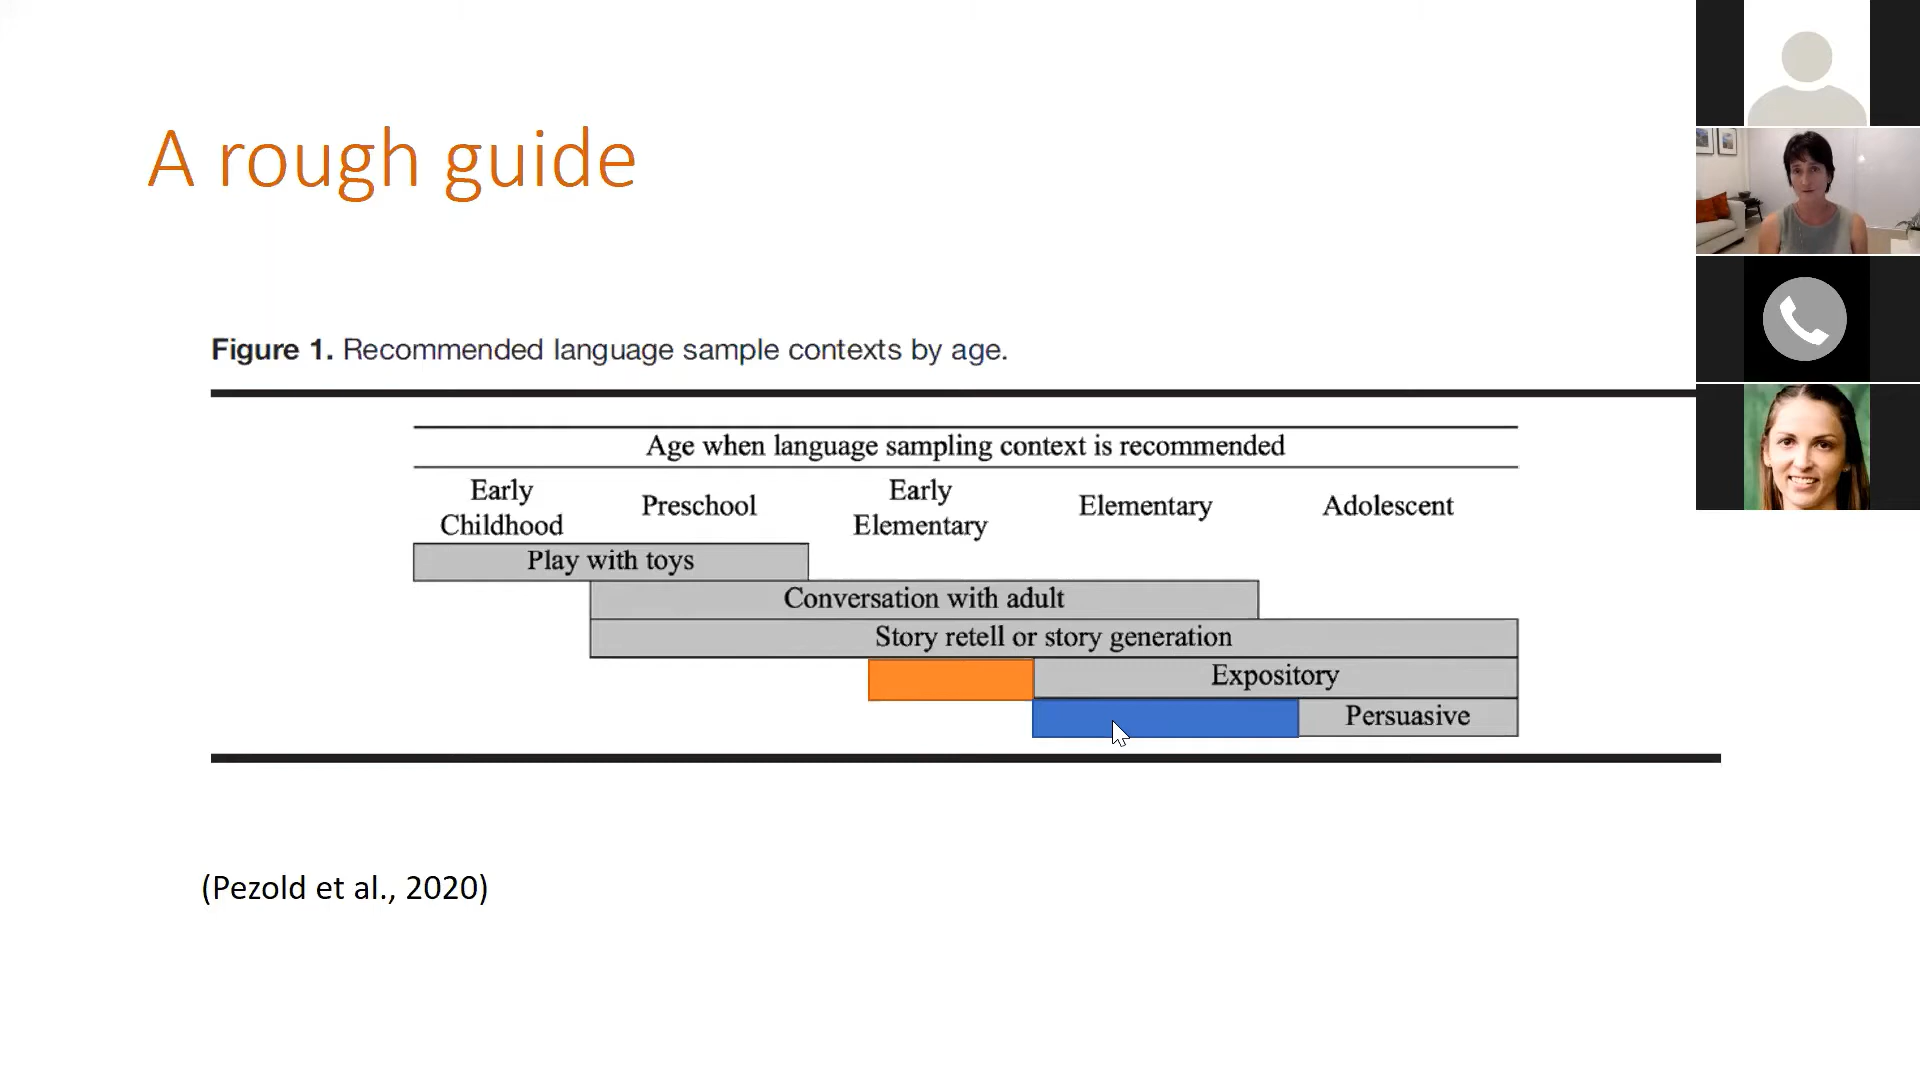 A rough guide
Figure 1. Recommended language sample contexts by age.
Age when language sampling context is recommended
Early
Childhood
Preschool
Early
Elementary
Elementary
Adolescent
Play with toys
Conversation with adult
Story retell or story generation
Expository
Persuasive
(Pezold et al., 2020)